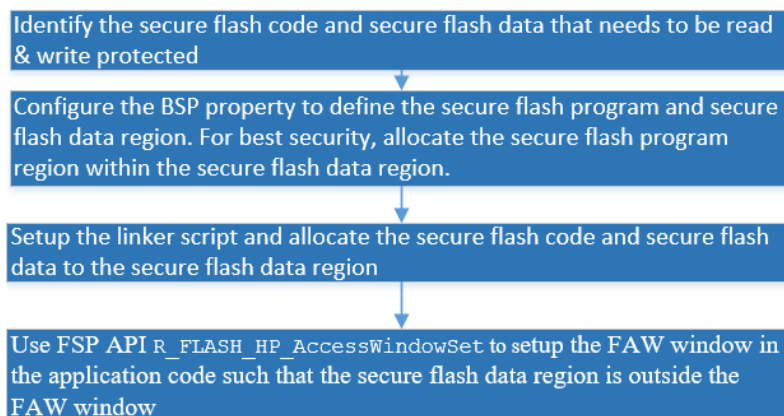 Identify the secure flash code and secure flash data that needs to be read
& write protected
Configure the BSP property to define the secure flash program and secure
flash data region. For best security, allocate the secure flash program
region within the secure flash data region.
Setup the linker script and allocate the secure flash code and secure flash
data to the secure flash data region
Use FSP API R_FLASH_HP_AccessWindowSet to setup the FAW window in
the application code such that the secure flash data region is outside the
FAW window